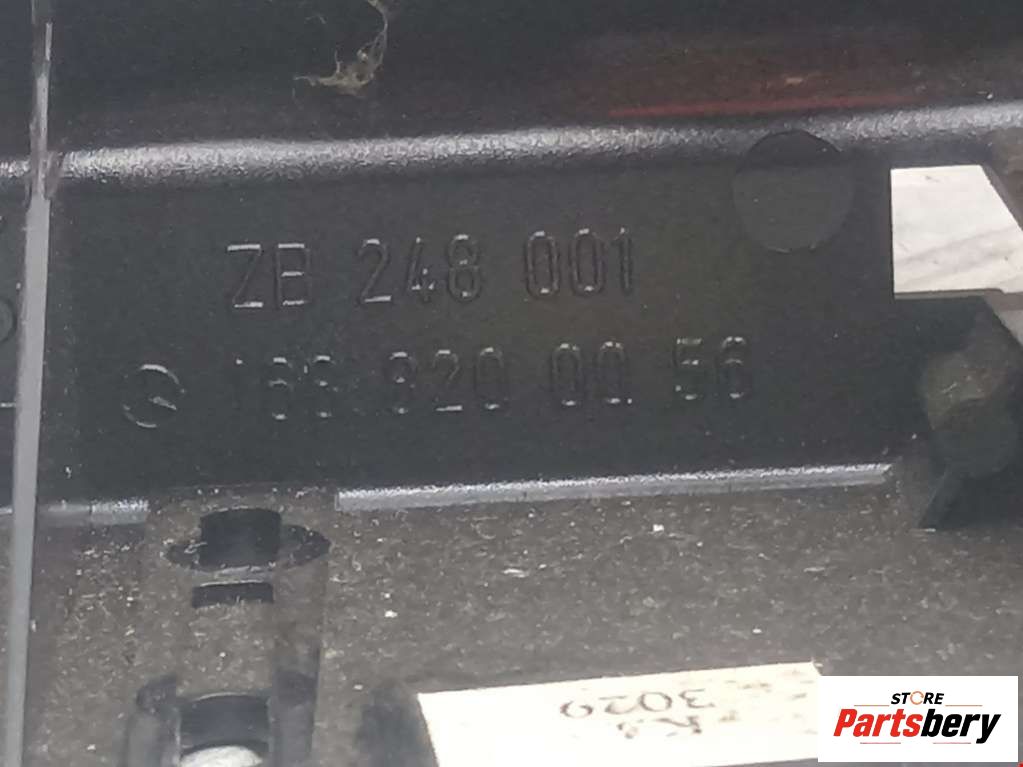 ZB 248 001
166 820 00 56
3029
STORE
Partsbery